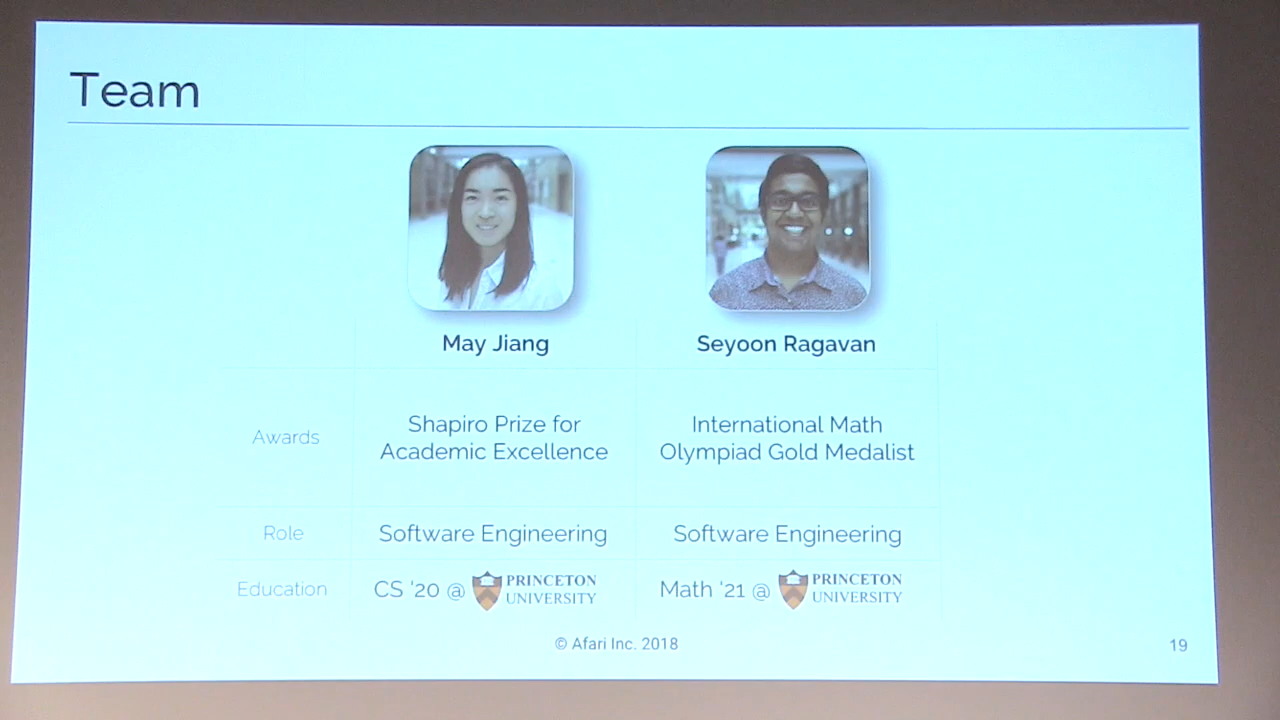 Team
May Jiang
Seyoon Ragavan
Awards
Shapiro Prize for
Academic Excellence
International Math
Olympiad Gold Medalist
Role
Software Engineering
Software Engineering
Education
CS '20 @ PRINCETON
UNIVERSITY
Math '21 @ PRINCETON
UNIVERSITY
© Afari Inc. 2018
19